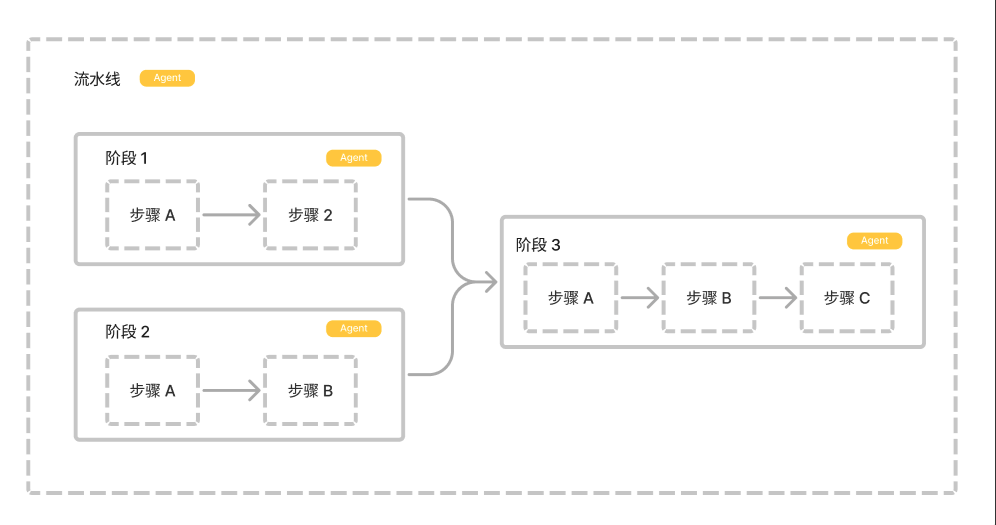 流水线 Agent
阶段 1 Agent
步骤 A 步骤 2
阶段 2 Agent
步骤 A 步骤 B
阶段 3 Agent
步骤 A 步骤 B 步骤 C